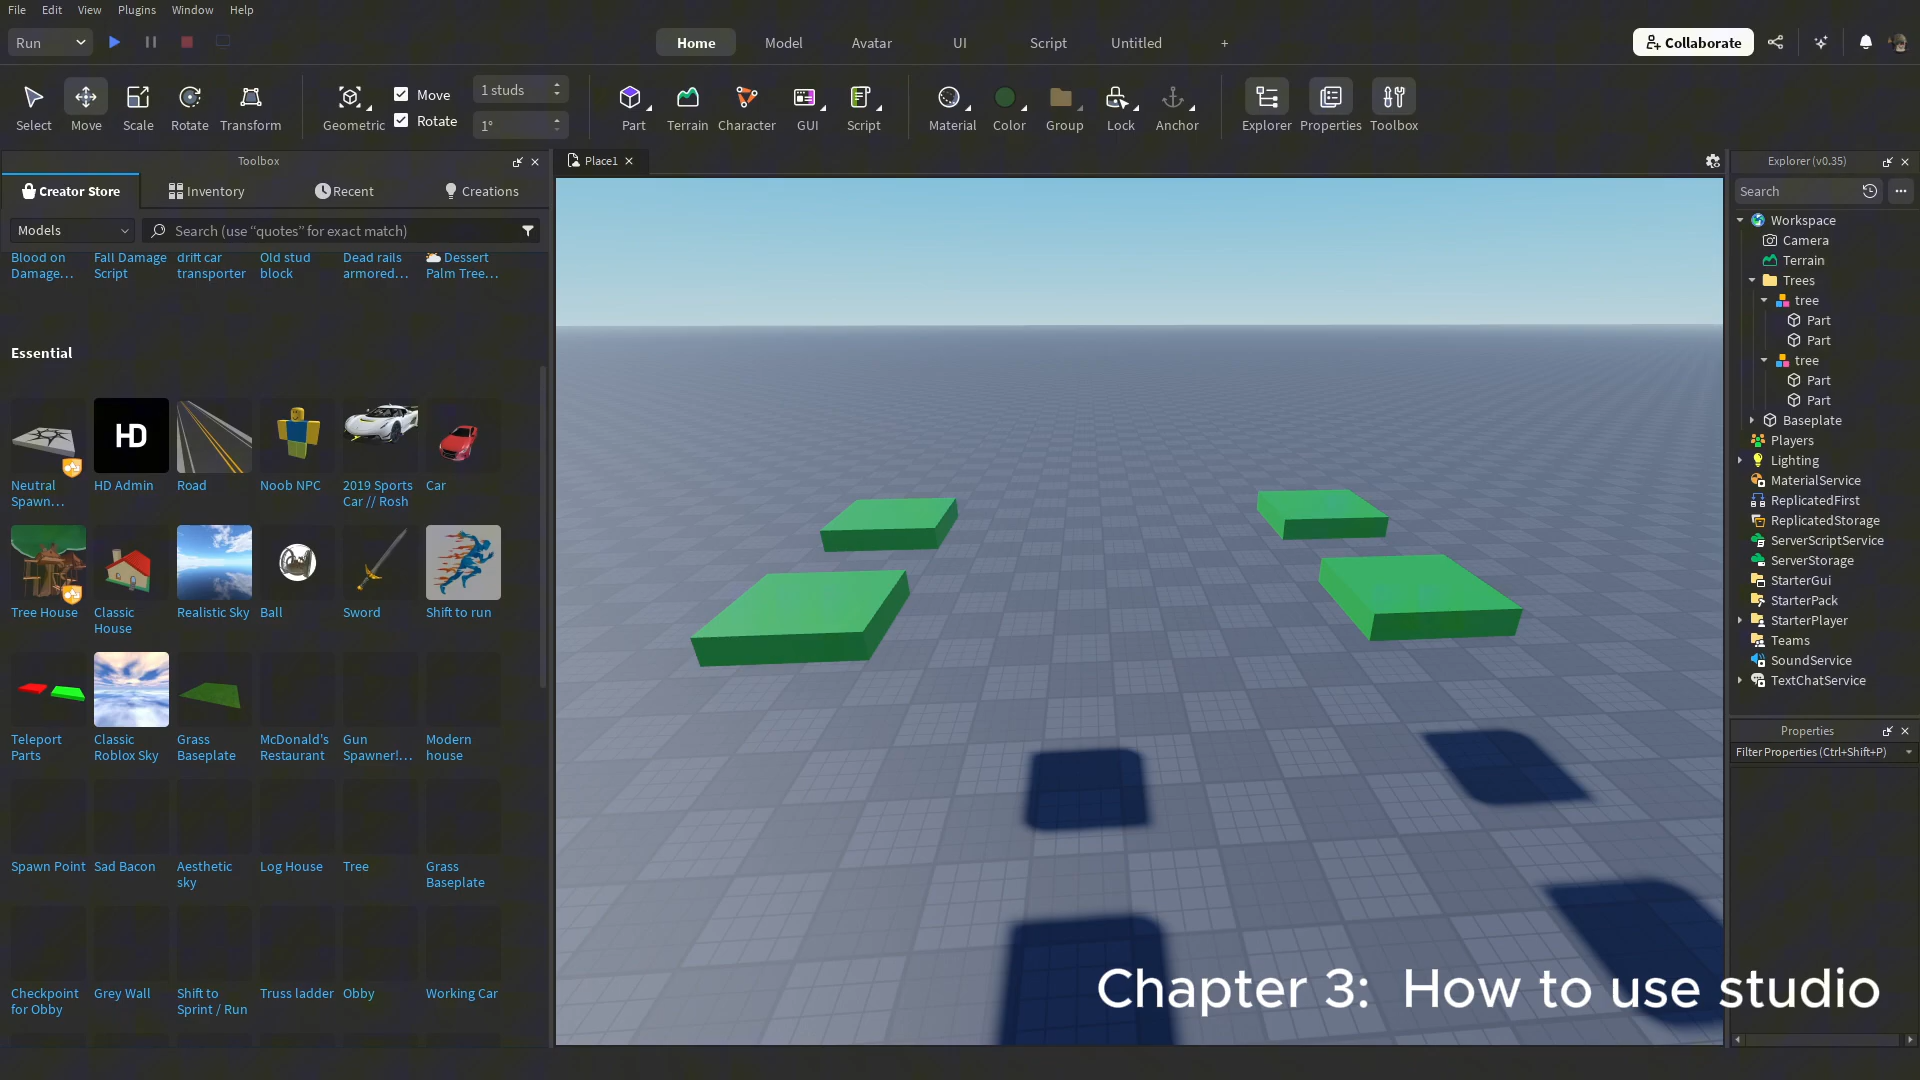 File Edit View Plugins Window Help
Run
Home Model Avatar UI Script Untitled +
Collaborate
Select Move Scale Rotate Transform
Geometric
Move
Rotate
1 studs
1°
Part Terrain Character GUI Script
Material Color Group Lock Anchor
Explorer Properties Toolbox
Toolbox
Creator Store Inventory Recent Creations
Models
Search (use “quotes” for exact match)
Blood on
Damage...
Fall Damage
Script
drift car
transporter
Old stud
block
Dead rails
armored...
Dessert
Palm Tree...
Essential
HD
Neutral
Spawn...
HD Admin
Road
Noob NPC
2019 Sports
Car // Rosh
Car
Tree House
Classic
House
Realistic Sky
Ball
Sword
Shift to run
Teleport
Parts
Classic
Roblox Sky
Grass
Baseplate
McDonald's
Restaurant
Gun
Spawner!...
Modern
house
Spawn Point
Sad Bacon
Aesthetic
sky
Log House
Tree
Grass
Baseplate
Checkpoint
for Obby
Grey Wall
Shift to
Sprint / Run
Truss ladder
Obby
Working Car
Place1
Chapter 3: How to use studio
Explorer (v0.35)
Search
Workspace
Camera
Terrain
Trees
tree
Part
Part
tree
Part
Part
Baseplate
Players
Lighting
MaterialService
ReplicatedFirst
ReplicatedStorage
ServerScriptService
ServerStorage
StarterGui
StarterPack
StarterPlayer
Teams
SoundService
TextChatService
Properties
Filter Properties (Ctrl+Shift+P)